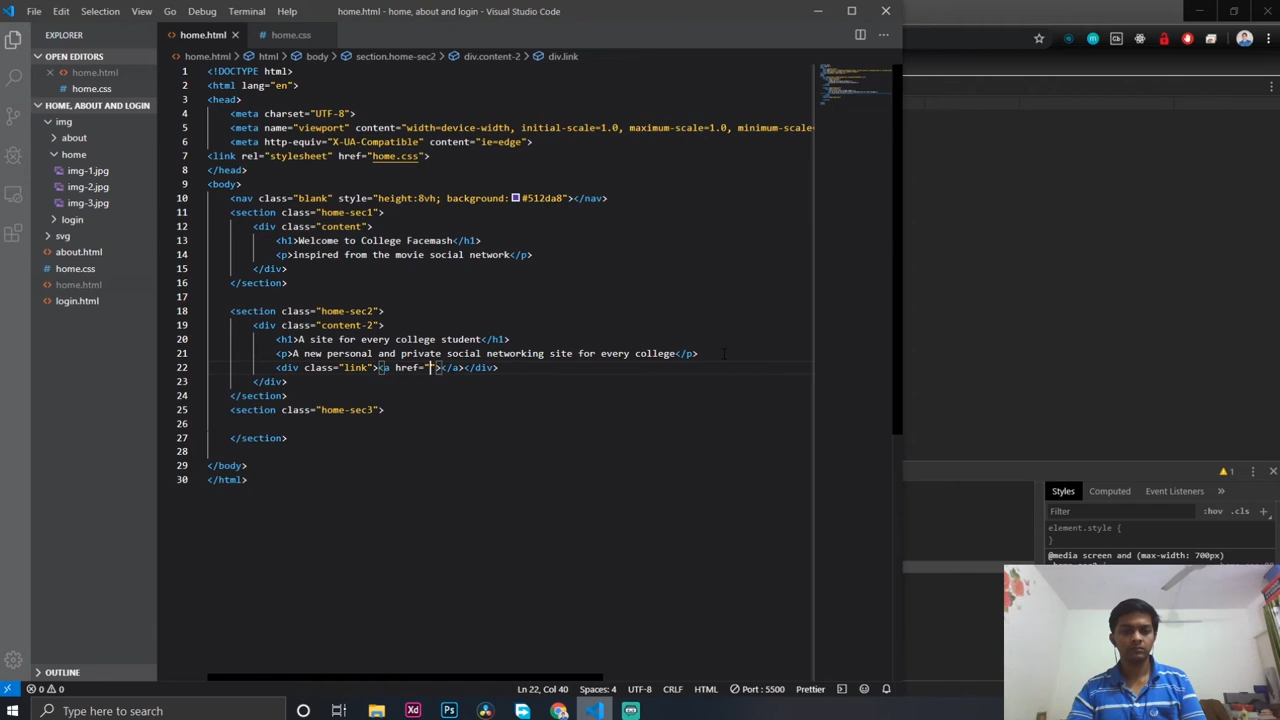 File Edit Selection View Go Debug Terminal Help home.html - home, about and login - Visual Studio Code
EXPLORER
OPEN EDITORS
home.html
home.css
HOME, ABOUT AND LOGIN
img
about
home
img-1.jpg
img-2.jpg
img-3.jpg
login
svg
about.html
home.css
home.html
login.html
OUTLINE
home.html home.css
home.html html body section.home-sec2 div.content-2 div.link
1 <!DOCTYPE html>
2 <html lang="en">
3 <head>
4 <meta charset="UTF-8">
5 <meta name="viewport" content="width=device-width, initial-scale=1.0, maximum-scale=1.0, minimum-scale=
6 <meta http-equiv="X-UA-Compatible" content="ie=edge">
7 <link rel="stylesheet" href="home.css">
8 </head>
9 <body>
10 <nav class="blank" style="height:8vh; background:#512da8"></nav>
11 <section class="home-sec1">
12 <div class="content">
13 <h1>Welcome to College Facemash</h1>
14 <p>inspired from the movie social network</p>
15 </div>
16 </section>
17
18 <section class="home-sec2">
19 <div class="content-2">
20 <h1>A site for every college student</h1>
21 <p>A new personal and private social networking site for every college</p>
22 <div class="link"><a href=""></a></div>
23 </div>
24 </section>
25 <section class="home-sec3">
26
27 </section>
28
29 </body>
30 </html>
1
Styles Computed Event Listeners »
Filter :hov .cls +
element.style {
}
@media screen and (max-width: 700px)
0 0 Ln 22, Col 40 Spaces: 4 UTF-8 CRLF HTML Port : 5500 Prettier
Type here to search